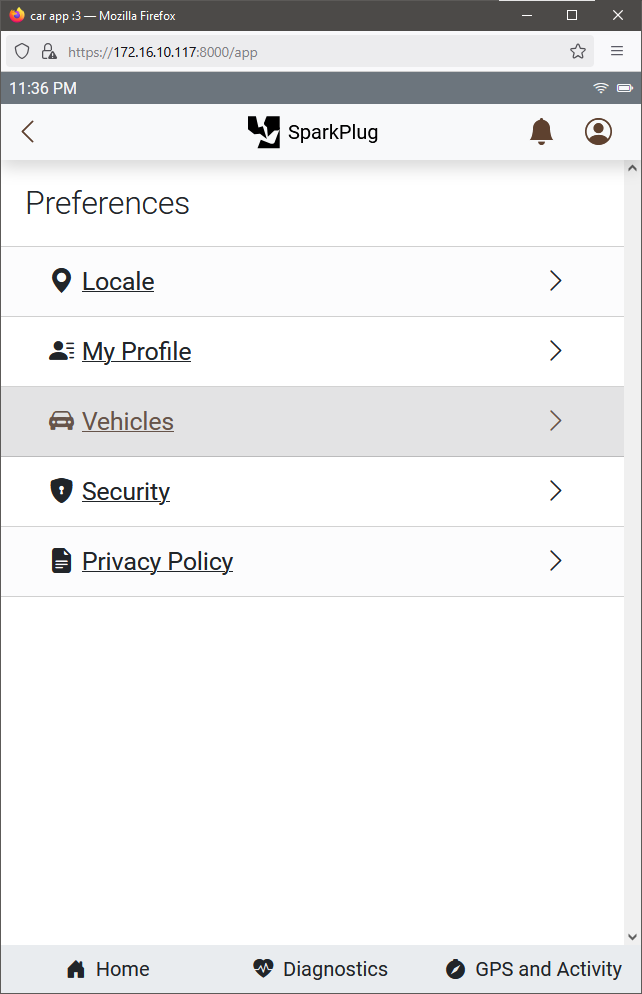 car app :3 — Mozilla Firefox
https://172.16.10.117:8000/app
11:36 PM
SparkPlug
Preferences
Locale
My Profile
Vehicles
Security
Privacy Policy
Home Diagnostics GPS and Activity